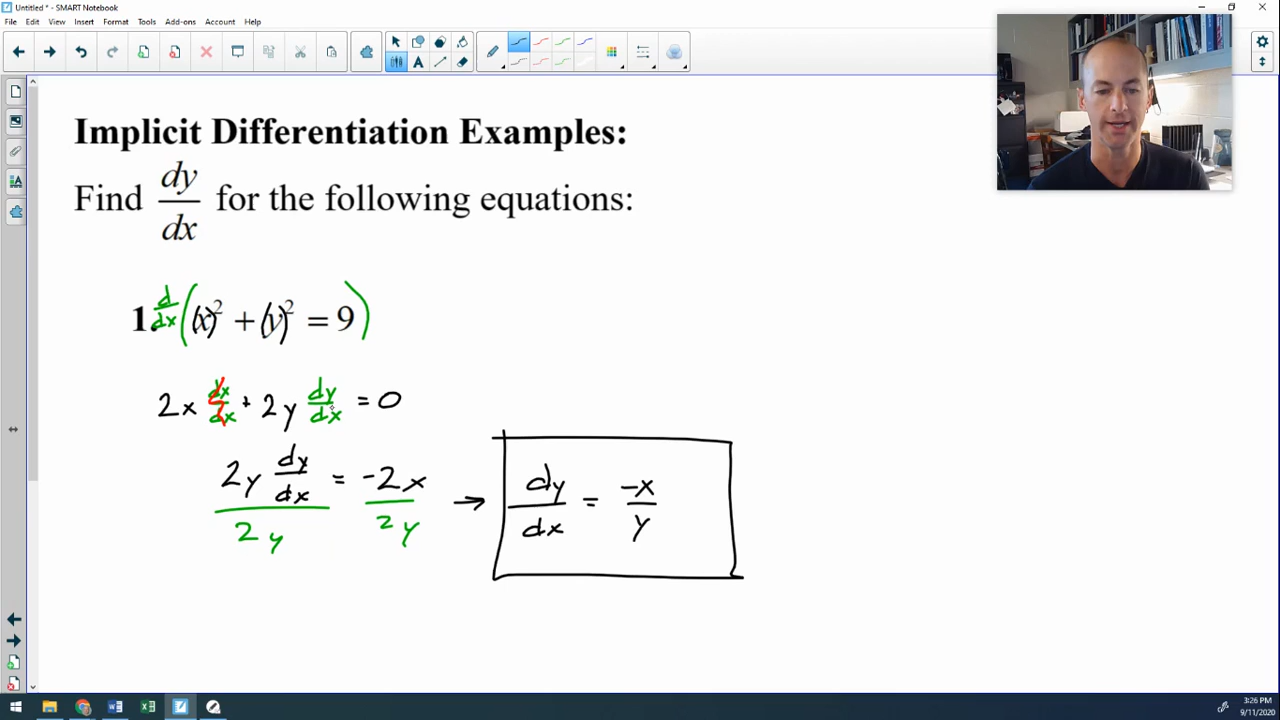 Untitled * - SMART Notebook
File Edit View Insert Format Tools Add-ons Account Help
Implicit Differentiation Examples:
Find dy/dx for the following equations:
1. d/dx((x)² + (y)² = 9)
2x dx/dx + 2y dy/dx = 0
2y dy/dx = -2x
2y 2y
→ dy/dx = -x/y
3:26 PM
9/11/2020